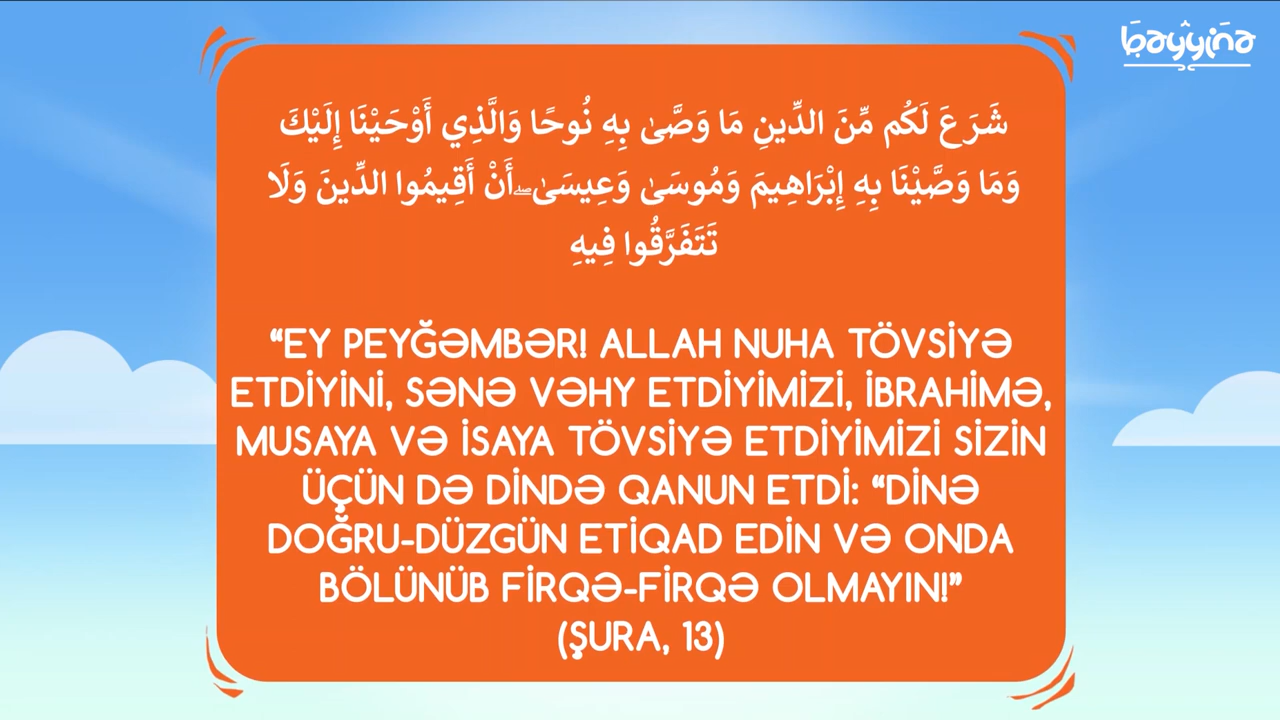 bayyina
شَرَعَ لَكُم مِّنَ الدِّينِ مَا وَصَّىٰ بِهِ نُوحًا وَالَّذِي أَوْحَيْنَا إِلَيْكَ
وَمَا وَصَّيْنَا بِهِ إِبْرَاهِيمَ وَمُوسَىٰ وَعِيسَىٰ ۖ أَنْ أَقِيمُوا الدِّينَ وَلَا
تَتَفَرَّقُوا فِيهِ
“EY PEYĞƏMBƏR! ALLAH NUHA TÖVSİYƏ
ETDİYİNİ, SƏNƏ VƏHY ETDİYİMİZİ, İBRAHİMƏ,
MUSAYA VƏ İSAYA TÖVSİYƏ ETDİYİMİZİ SİZİN
ÜÇÜN DƏ DİNDƏ QANUN ETDİ: “DİNƏ
DOĞRU-DÜZGÜN ETİQAD EDİN VƏ ONDA
BÖLÜNÜB FİRQƏ-FİRQƏ OLMAYIN!”
(ŞURA, 13)